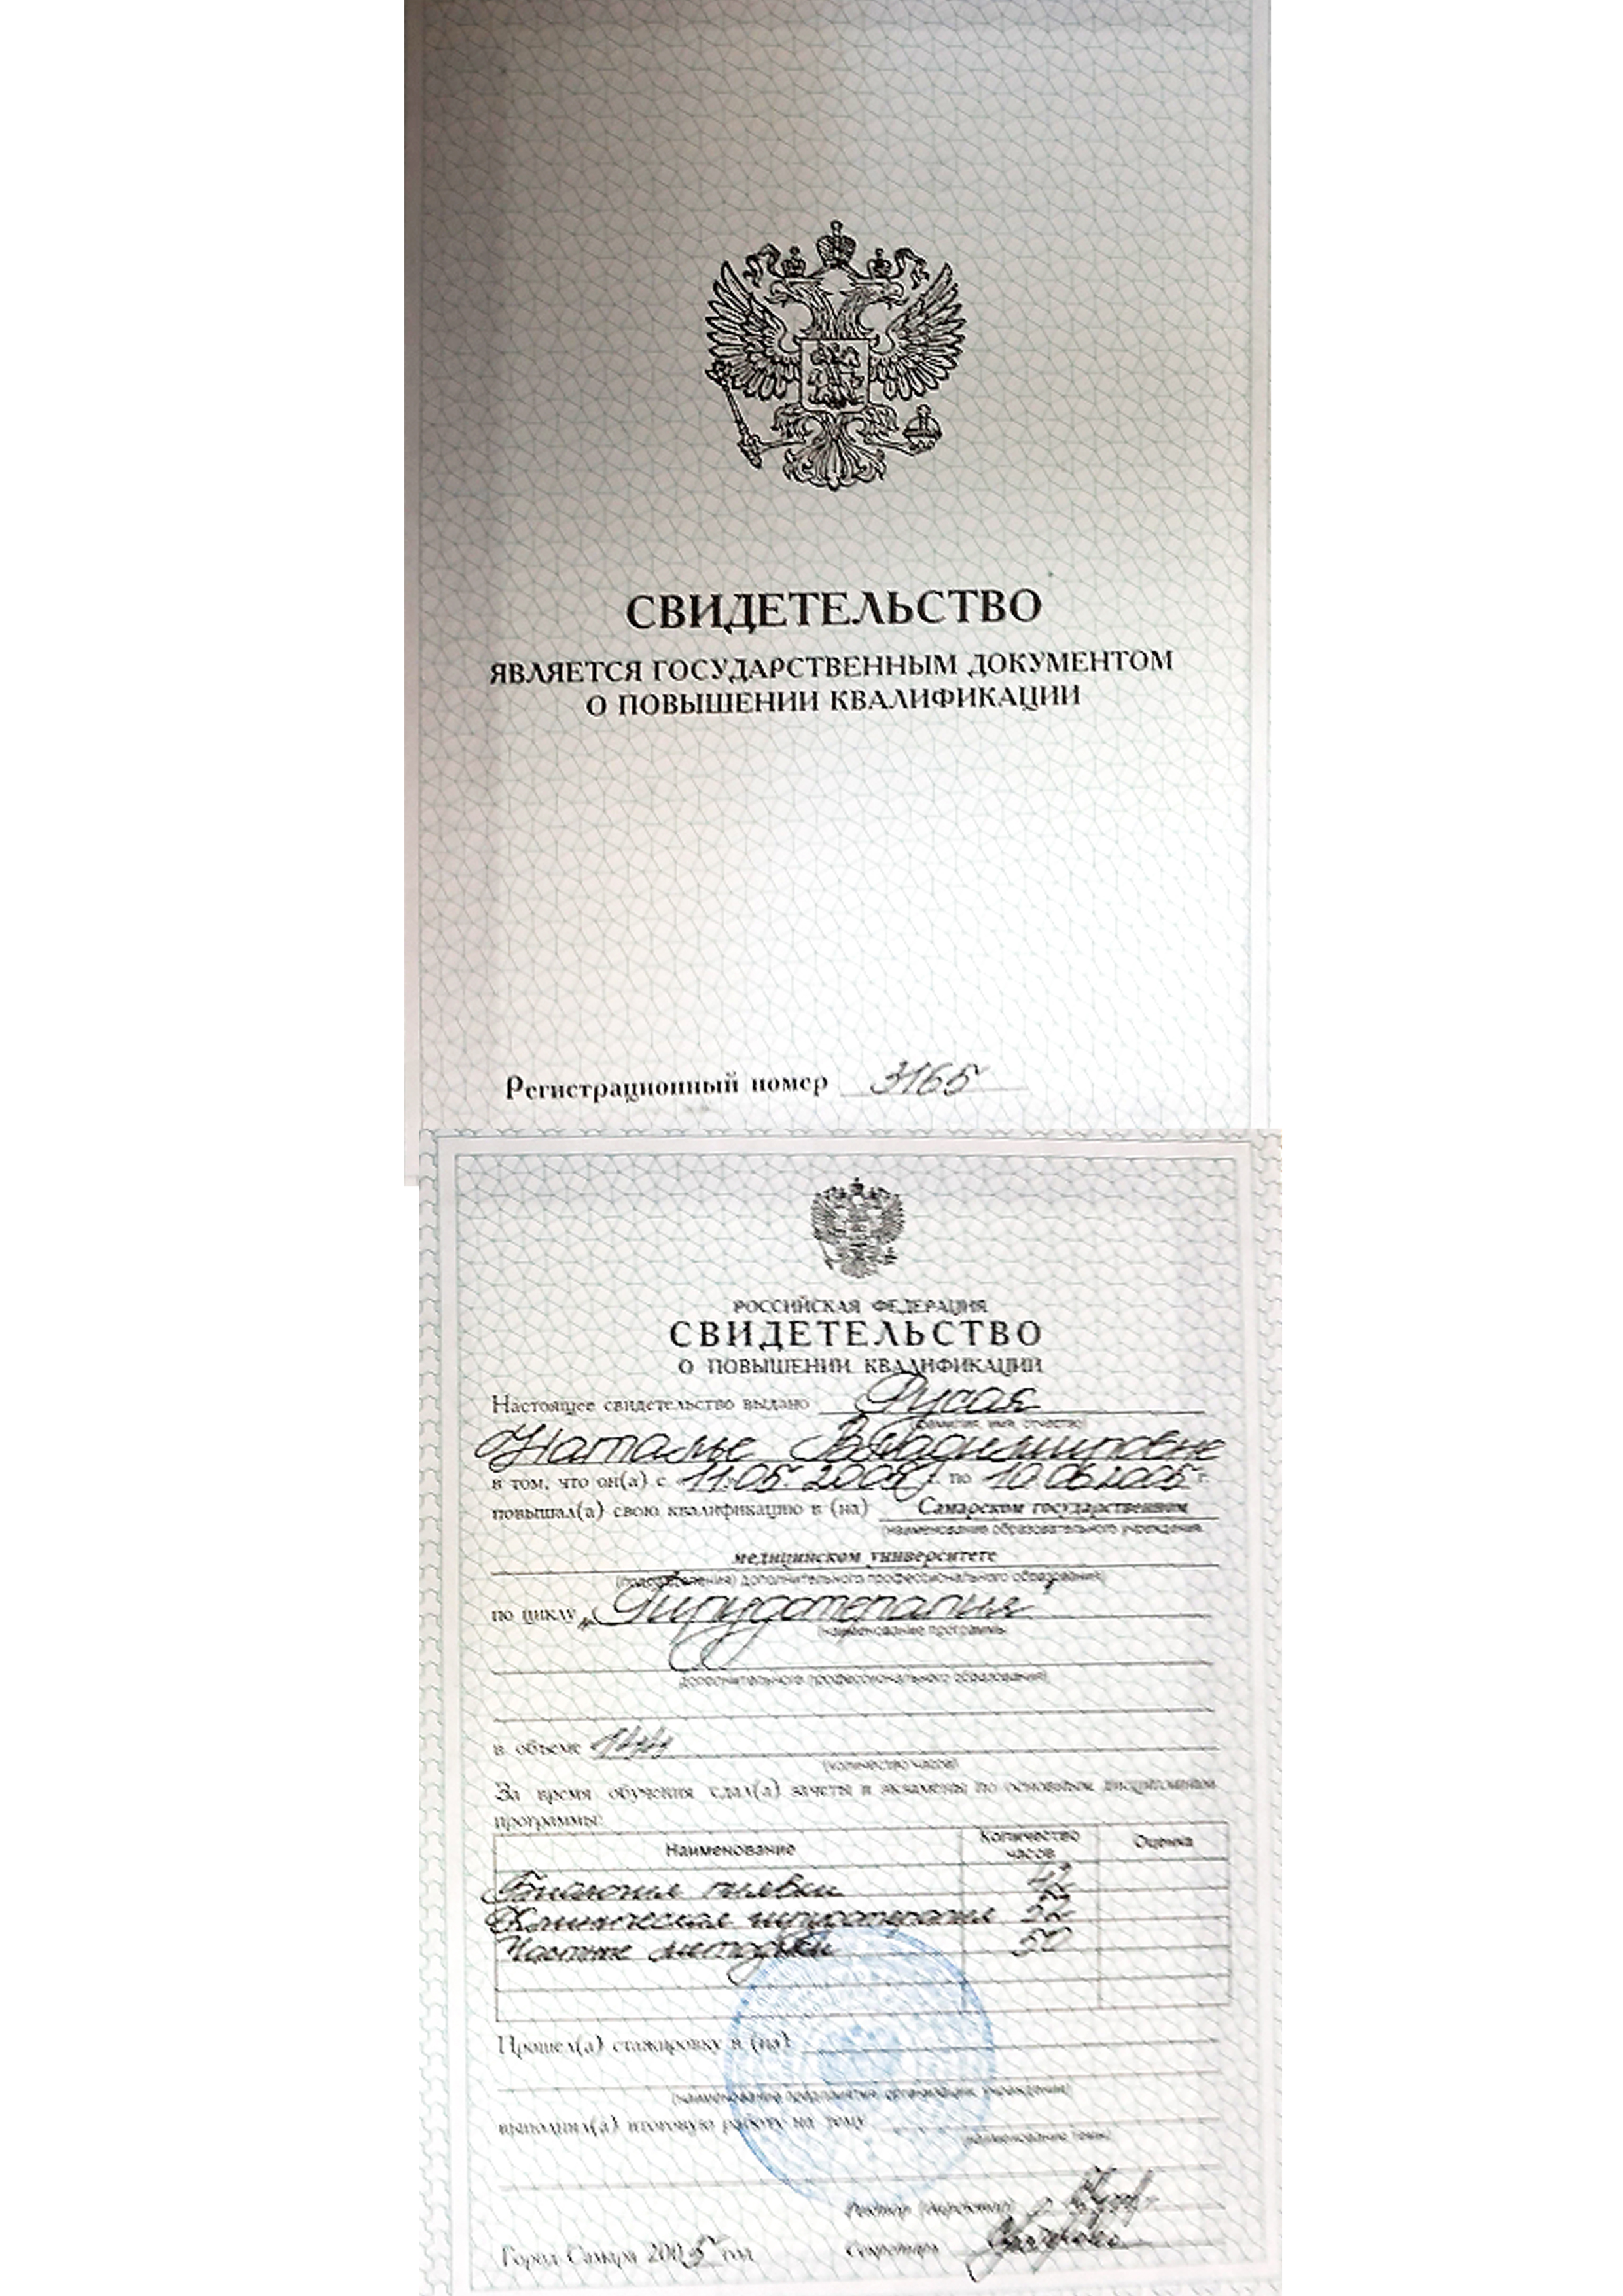 СВИДЕТЕЛЬСТВО
ЯВЛЯЕТСЯ ГОСУДАРСТВЕННЫМ ДОКУМЕНТОМ
О ПОВЫШЕНИИ КВАЛИФИКАЦИИ
Регистрационный номер 3165
РОССИЙСКАЯ ФЕДЕРАЦИЯ
СВИДЕТЕЛЬСТВО
О ПОВЫШЕНИИ КВАЛИФИКАЦИИ
Настоящее свидетельство выдано
(фамилия, имя, отчество)
Наталье Владимировне
в том, что он(а) с «11.05. по 10.06.2005 г.
повышал(а) свою квалификацию в (на) Самарском государственном
(наименование образовательного учреждения
медицинском университете
(подразделения) дополнительного профессионального образования)
по циклу „Гирудотерапия"
(наименование программы
дополнительного профессионального образования)
в объеме 144
(количество часов)
За время обучения сдал(а) зачеты и экзамены по основным дисциплинам
программы:
Наименование Количество часов Оценка
Биология пиявки 42
Клиническая гирудотерапия 52
Частные методики 50
Прошел(а) стажировку в (на)
(наименование предприятия, организации, учреждения)
выполнил(а) итоговую работу на тему
(наименование темы)
Ректор (директор)
Город Самара 2005 год Секретарь